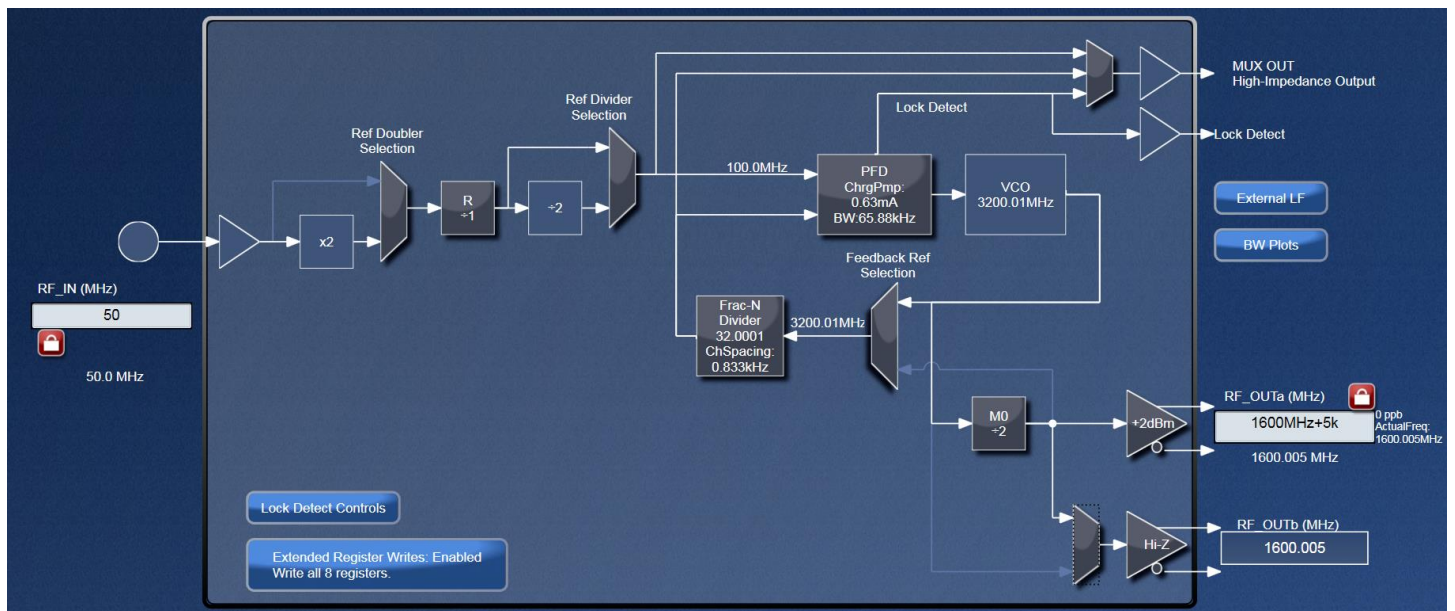 MUX OUT
High-Impedance Output
Ref Divider
Selection
Lock Detect
Ref Doubler
Selection
Lock Detect
100.0MHz
PFD
ChrgPmp:
0.63mA
BW:65.88kHz
VCO
3200.01MHz
R
÷1
÷2
External LF
x2
BW Plots
Feedback Ref
Selection
RF_IN (MHz)
50
50.0 MHz
Frac-N
Divider
32.0001
ChSpacing:
0.833kHz
3200.01MHz
M0
÷2
+2dBm
RF_OUTa (MHz)
1600MHz+5k
0 ppb
ActualFreq:
1600.005MHz
1600.005 MHz
Lock Detect Controls
Extended Register Writes: Enabled
Write all 8 registers.
Hi-Z
RF_OUTb (MHz)
1600.005